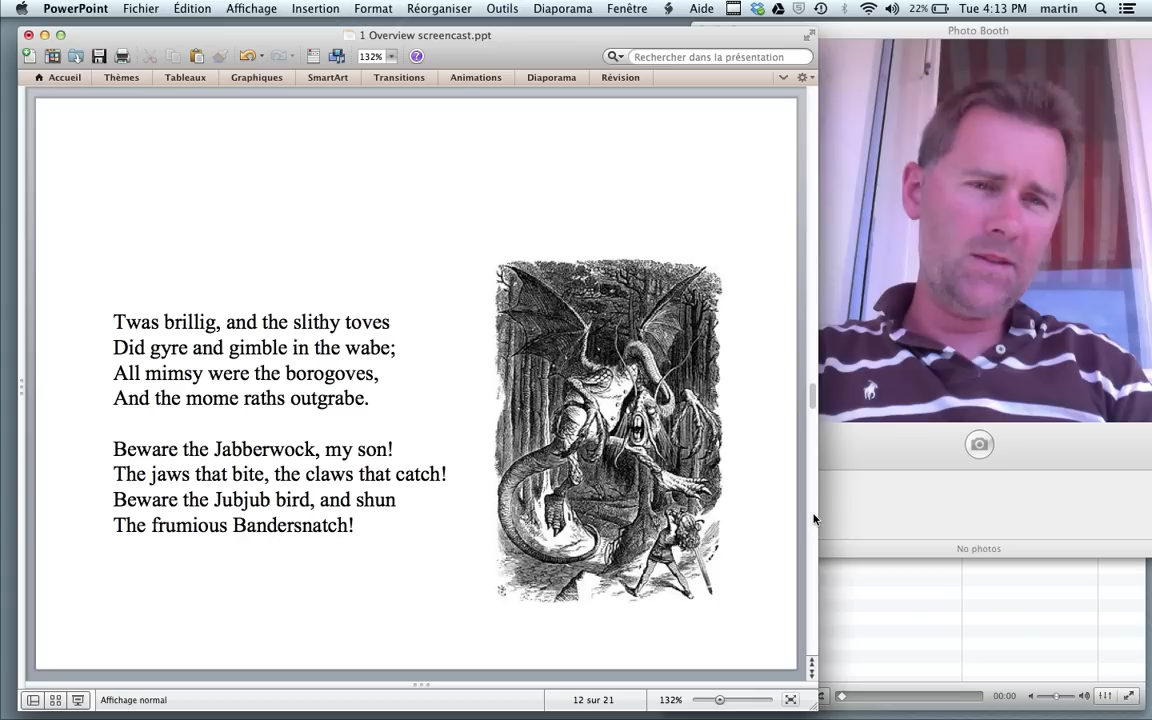 PowerPoint Fichier Édition Affichage Insertion Format Réorganiser Outils Diaporama Fenêtre Aide 22% Tue 4:13 PM martin
1 Overview screencast.ppt
Photo Booth
132% Rechercher dans la présentation
Accueil Thèmes Tableaux Graphiques SmartArt Transitions Animations Diaporama Révision
Twas brillig, and the slithy toves
Did gyre and gimble in the wabe;
All mimsy were the borogoves,
And the mome raths outgrabe.
Beware the Jabberwock, my son!
The jaws that bite, the claws that catch!
Beware the Jubjub bird, and shun
The frumious Bandersnatch!
No photos
Affichage normal 12 sur 21 132% 00:00